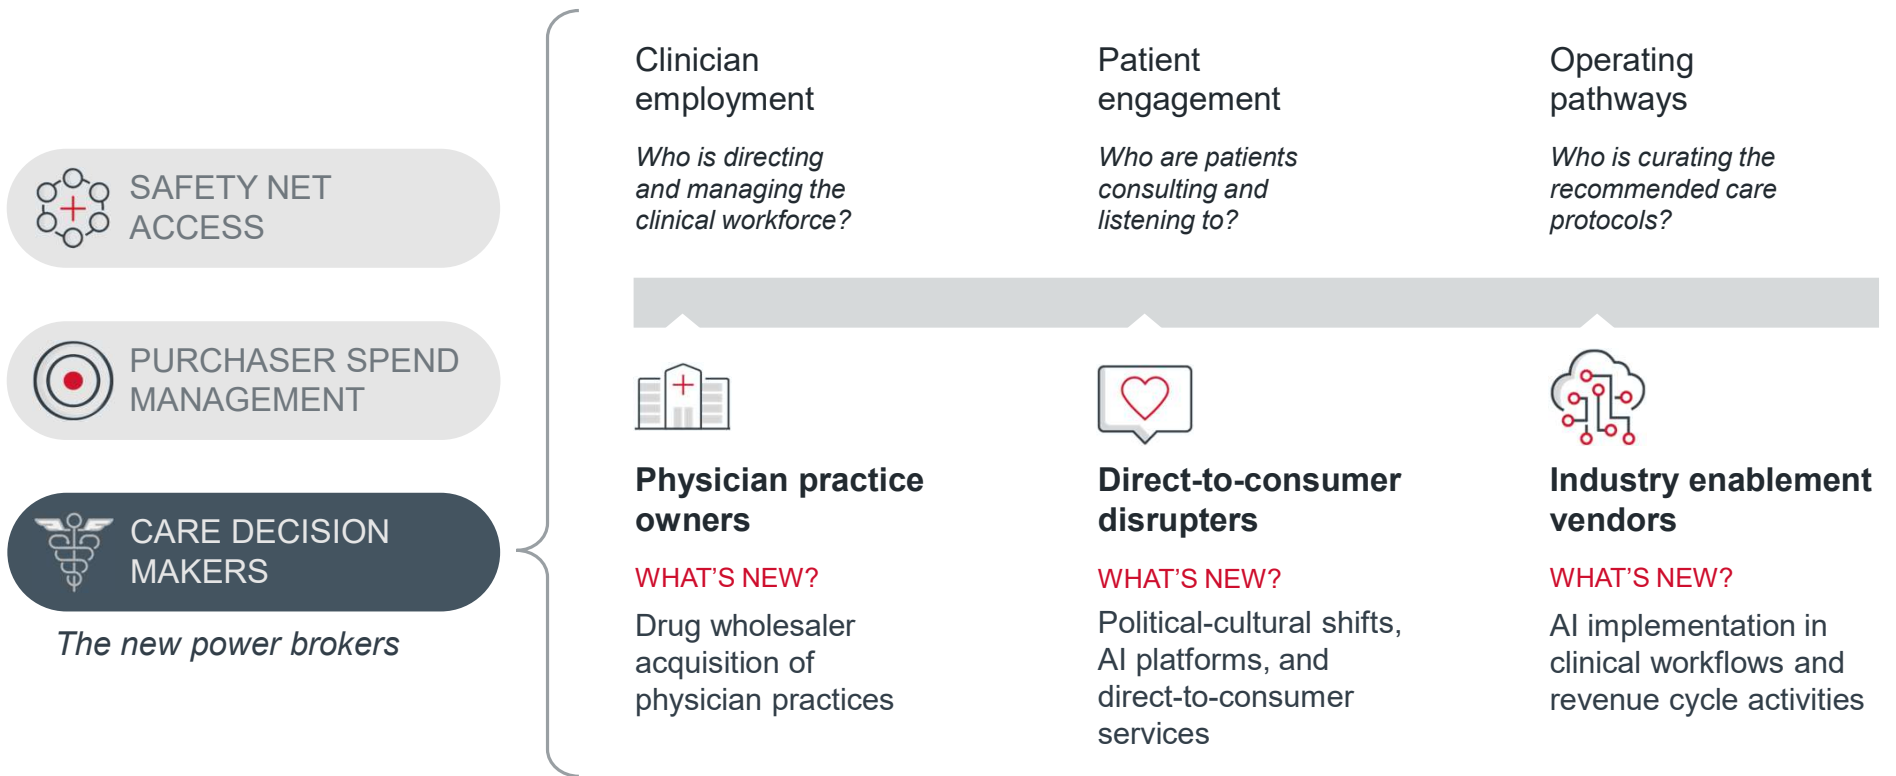 SAFETY NET
ACCESS
PURCHASER SPEND
MANAGEMENT
CARE DECISION
MAKERS
The new power brokers
Clinician
employment
Who is directing
and managing the
clinical workforce?
Physician practice
owners
WHAT’S NEW?
Drug wholesaler
acquisition of
physician practices
Patient
engagement
Who are patients
consulting and
listening to?
Direct-to-consumer
disrupters
WHAT’S NEW?
Political-cultural shifts,
AI platforms, and
direct-to-consumer
services
Operating
pathways
Who is curating the
recommended care
protocols?
Industry enablement
vendors
WHAT’S NEW?
AI implementation in
clinical workflows and
revenue cycle activities